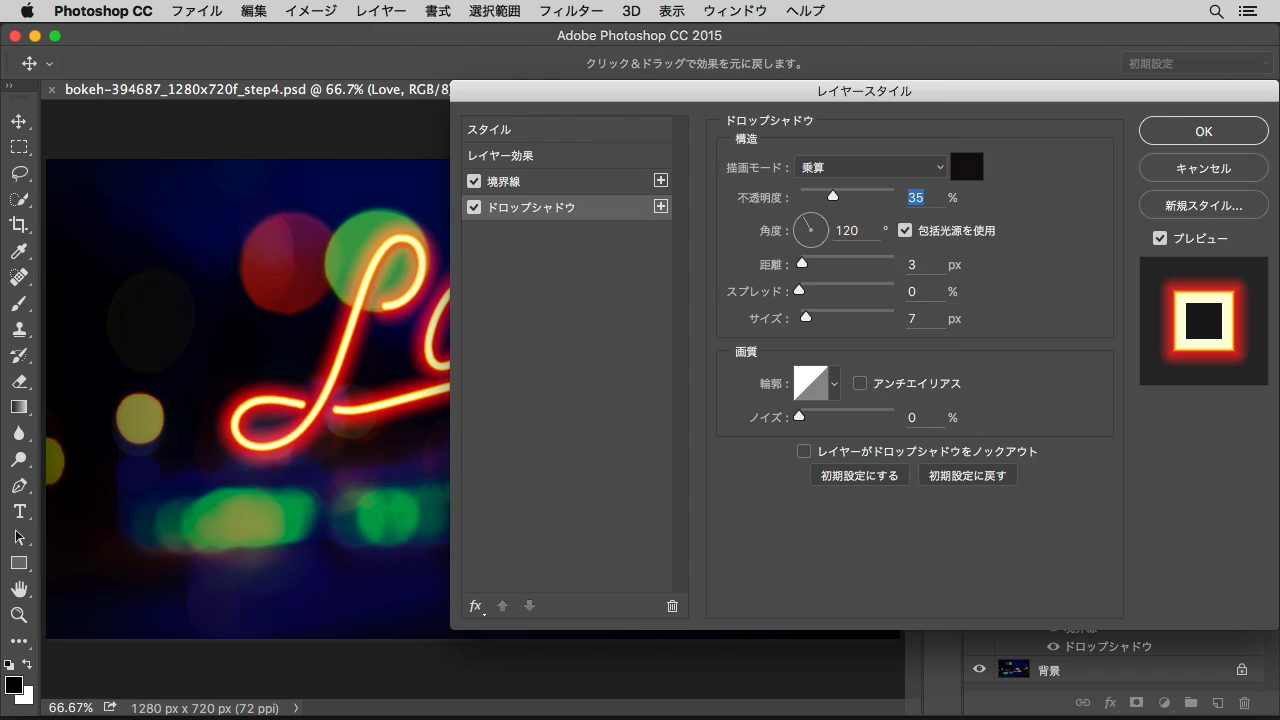 Photoshop CC ファイル 編集 イメージ レイヤー 書式 選択範囲 フィルター 3D 表示 ウィンドウ ヘルプ
Adobe Photoshop CC 2015
クリック＆ドラッグで効果を元に戻します。 初期設定
bokeh-394687_1280x720f_step4.psd @ 66.7% (Love, RGB/8
レイヤースタイル
スタイル
レイヤー効果
境界線
ドロップシャドウ
ドロップシャドウ
構造
描画モード： 乗算
不透明度： 35 %
角度： 120 ° 包括光源を使用
距離： 3 px
スプレッド： 0 %
サイズ： 7 px
画質
輪郭： アンチエイリアス
ノイズ： 0 %
レイヤーがドロップシャドウをノックアウト
初期設定にする 初期設定に戻す
OK
キャンセル
新規スタイル...
プレビュー
fx
境界線
ドロップシャドウ
背景
fx
66.67% 1280 px x 720 px (72 ppi)